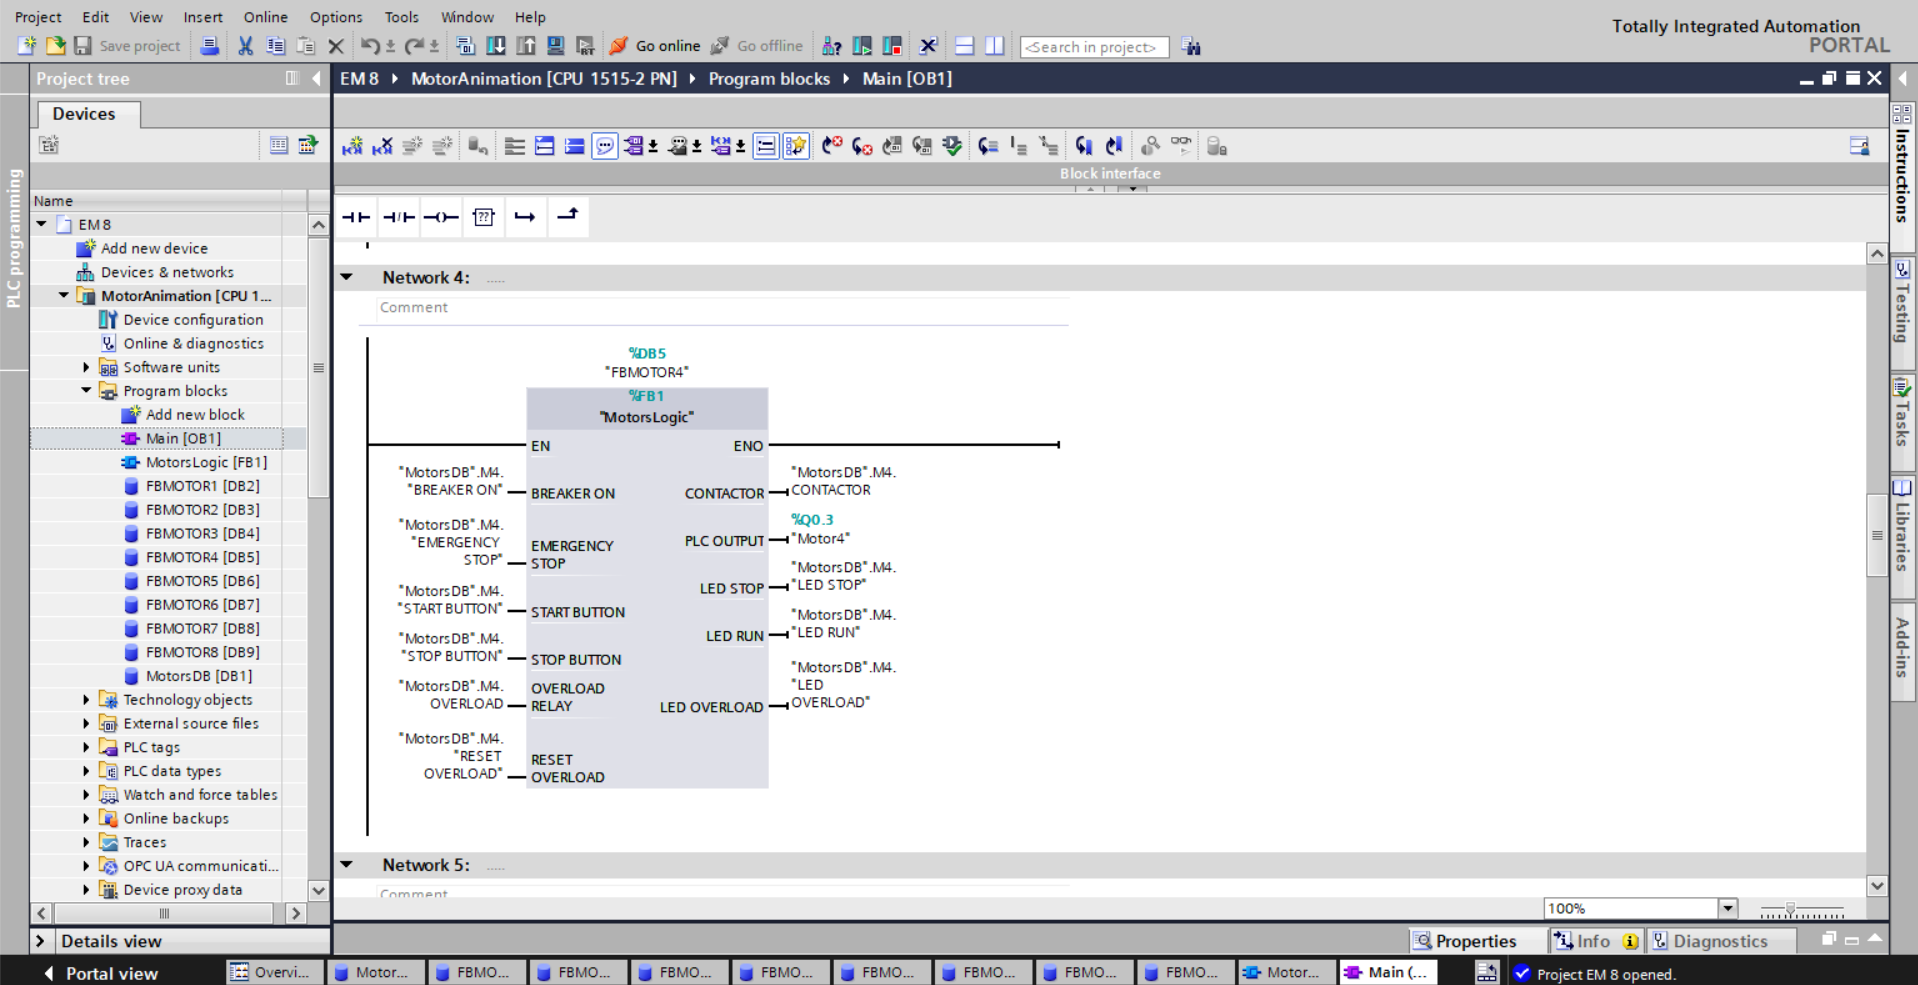 Project Edit View Insert Online Options Tools Window Help
Totally Integrated Automation
PORTAL
Save project
Go online
Go offline
<Search in project>
Project tree
EM 8 MotorAnimation [CPU 1515-2 PN] Program blocks Main [OB1]
Devices
PLC programming
Block interface
Name
EM 8
Add new device
Devices & networks
MotorAnimation [CPU 1...
Device configuration
Online & diagnostics
Software units
Program blocks
Add new block
Main [OB1]
MotorsLogic [FB1]
FBMOTOR1 [DB2]
FBMOTOR2 [DB3]
FBMOTOR3 [DB4]
FBMOTOR4 [DB5]
FBMOTOR5 [DB6]
FBMOTOR6 [DB7]
FBMOTOR7 [DB8]
FBMOTOR8 [DB9]
MotorsDB [DB1]
Technology objects
External source files
PLC tags
PLC data types
Watch and force tables
Online backups
Traces
OPC UA communicati...
Device proxy data
Details view
??
Network 4: .....
Comment
%DB5
"FBMOTOR4"
%FB1
"MotorsLogic"
EN
ENO
"MotorsDB".M4.
"BREAKER ON"
BREAKER ON
"MotorsDB".M4.
"EMERGENCY
STOP"
EMERGENCY
STOP
"MotorsDB".M4.
"START BUTTON"
START BUTTON
"MotorsDB".M4.
"STOP BUTTON"
STOP BUTTON
"MotorsDB".M4.
OVERLOAD
OVERLOAD
RELAY
"MotorsDB".M4.
"RESET
OVERLOAD"
RESET
OVERLOAD
CONTACTOR
"MotorsDB".M4.
CONTACTOR
PLC OUTPUT
%Q0.3
"Motor4"
LED STOP
"MotorsDB".M4.
"LED STOP"
LED RUN
"MotorsDB".M4.
"LED RUN"
LED OVERLOAD
"MotorsDB".M4.
"LED
OVERLOAD"
Network 5: .....
Comment
100%
Instructions
Testing
Tasks
Libraries
Add-ins
Properties
Info
Diagnostics
Portal view
Overvi...
Motor...
FBMO...
FBMO...
FBMO...
FBMO...
FBMO...
FBMO...
FBMO...
FBMO...
Motor...
Main (...
Project EM 8 opened.